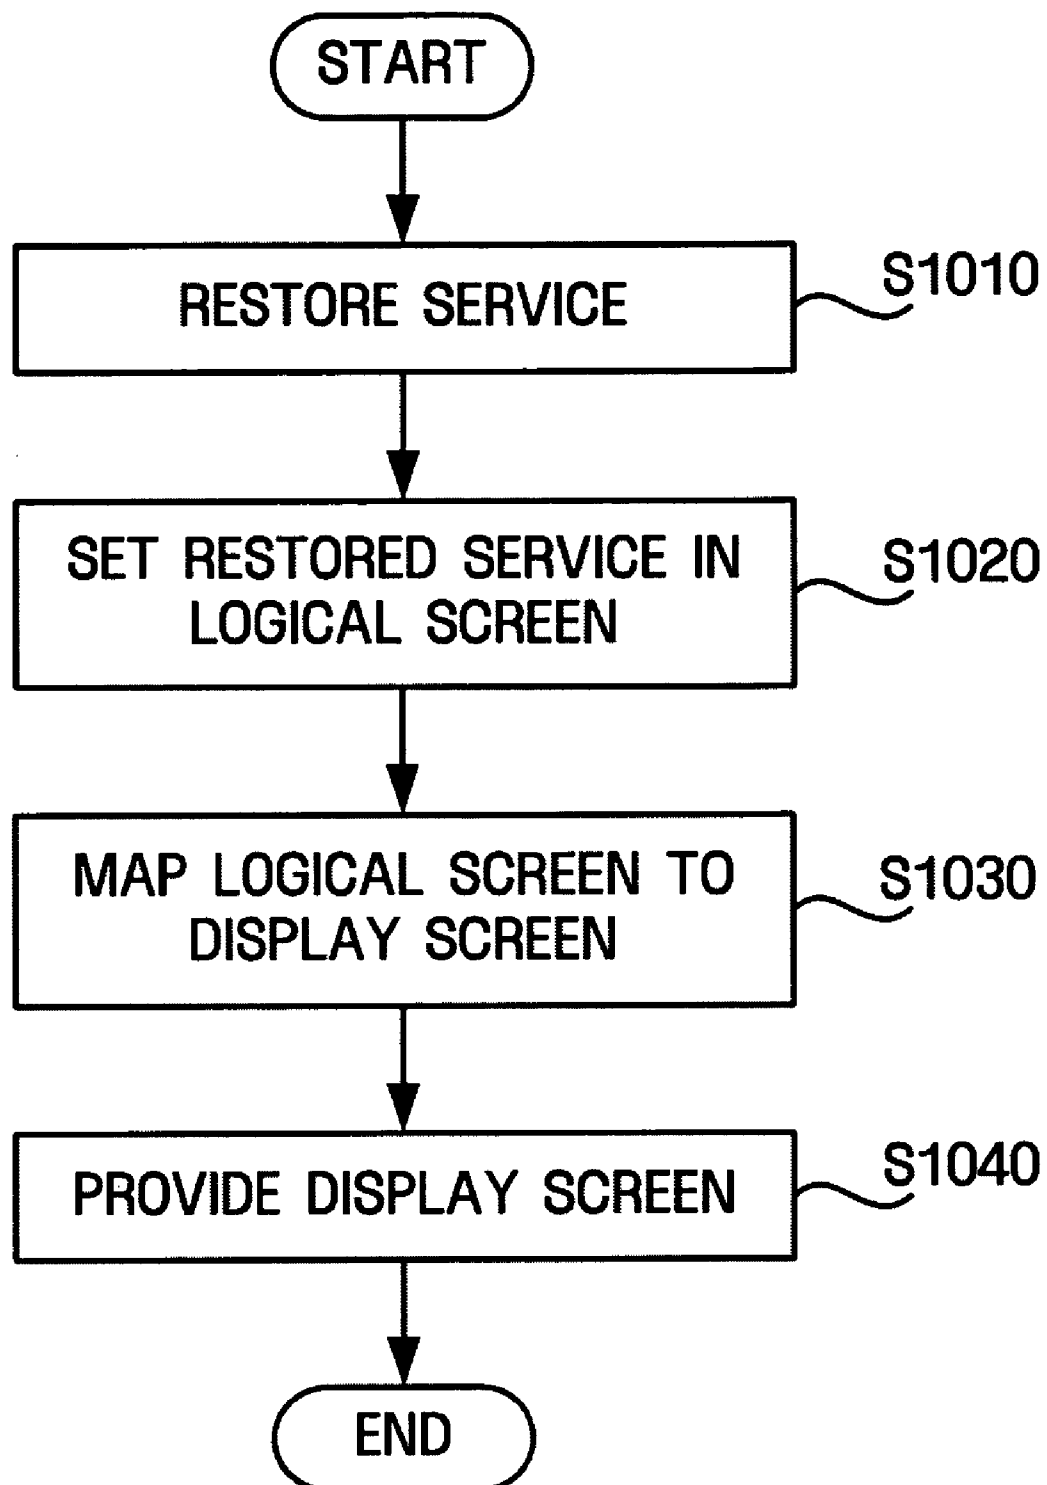 START
RESTORE SERVICE
S1010
SET RESTORED SERVICE IN
LOGICAL SCREEN
S1020
MAP LOGICAL SCREEN TO
DISPLAY SCREEN
S1030
PROVIDE DISPLAY SCREEN
S1040
END